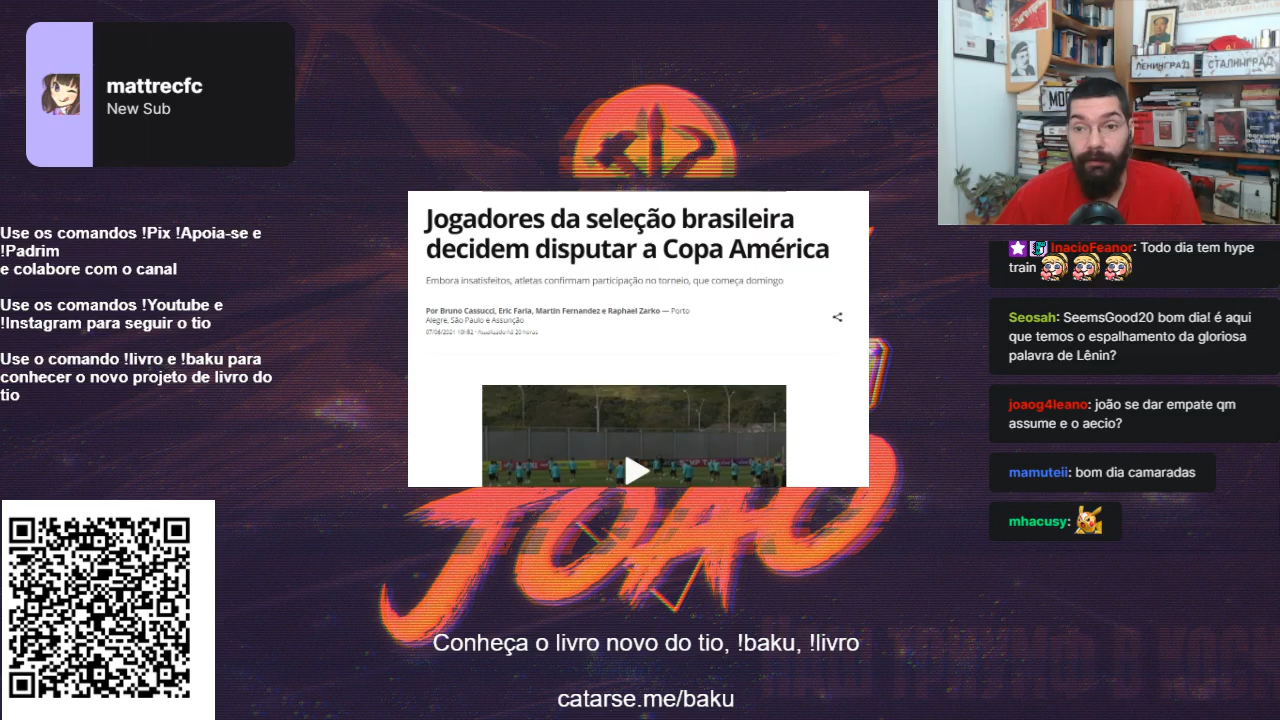 mattrecfc
New Sub
Use os comandos !Pix !Apoia-se e
!Padrim
e colabore com o canal
Use os comandos !Youtube e
!Instagram para seguir o tio
Use o comando !livro e !baku para
conhecer o novo projeto de livro do
tio
Jogadores da seleção brasileira
decidem disputar a Copa América
Embora insatisfeitos, atletas confirmam participação no torneio, que começa domingo
Por Bruno Cassucci, Eric Faria, Martín Fernandez e Raphael Zarko — Porto
Alegre, São Paulo e Assunção
JOÃO
Conheça o livro novo do tio, !baku, !livro
catarse.me/baku
ЛЕНИНГРАД
СТАЛИНГРАД
InacioFeanor: Todo dia tem hype
train
Seosah: SeemsGood20 bom dia! é aqui
que temos o espalhamento da gloriosa
palavra de Lênin?
joaog4leano: joão se dar empate qm
assume e o aecio?
mamuteii: bom dia camaradas
mhacusy: